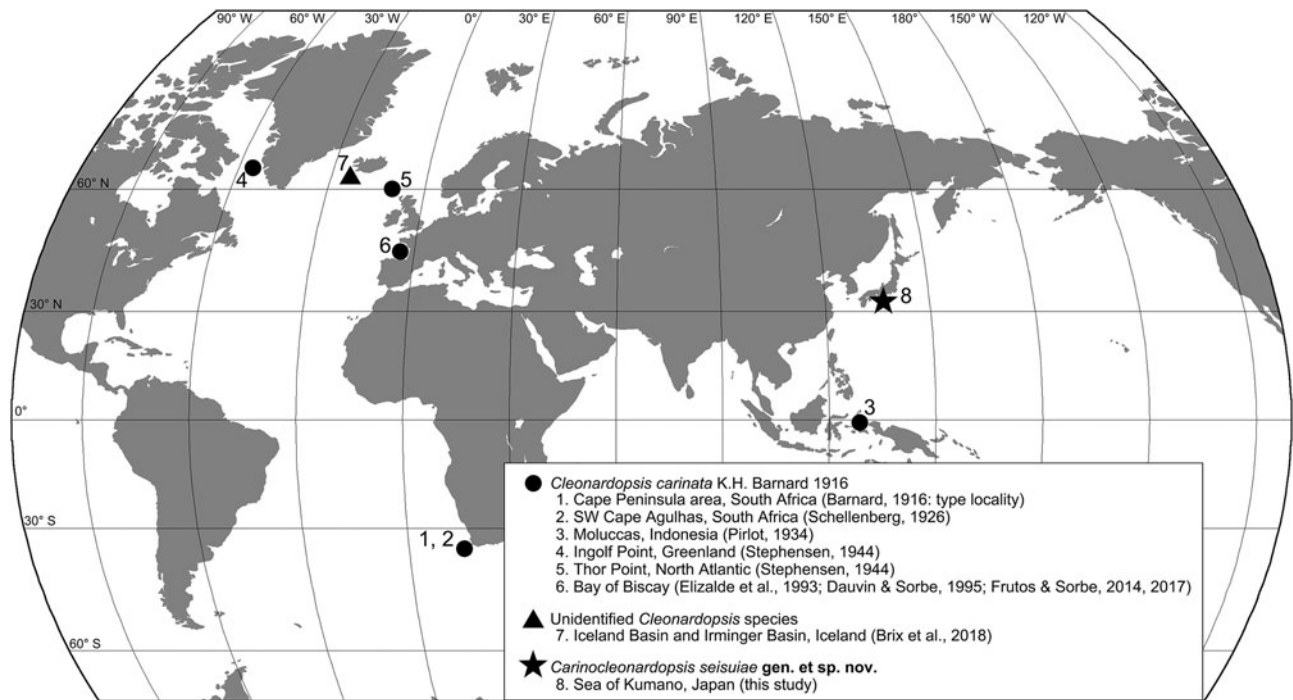 90° W 60° W 30° W 0° 30° E 60° E 90° E 120° E 150° E 180° 150° W 120° W
7
4
5
60° N
6
8
30° N
0°
3
30° S
1, 2
60° S
Cleonardopsis carinata K.H. Barnard 1916
1. Cape Peninsula area, South Africa (Barnard, 1916: type locality)
2. SW Cape Agulhas, South Africa (Schellenberg, 1926)
3. Moluccas, Indonesia (Pirlot, 1934)
4. Ingolf Point, Greenland (Stephensen, 1944)
5. Thor Point, North Atlantic (Stephensen, 1944)
6. Bay of Biscay (Elizalde et al., 1993; Dauvin & Sorbe, 1995; Frutos & Sorbe, 2014, 2017)
Unidentified Cleonardopsis species
7. Iceland Basin and Irminger Basin, Iceland (Brix et al., 2018)
Carinocleonardopsis seisuiae gen. et sp. nov.
8. Sea of Kumano, Japan (this study)